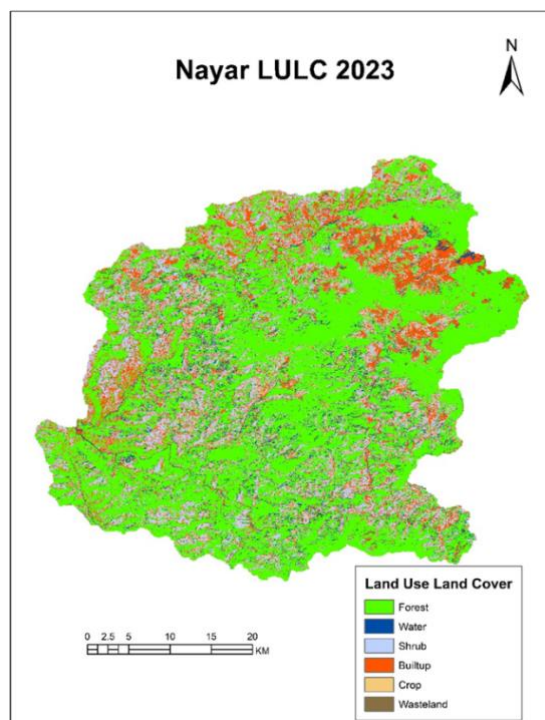 Nayar LULC 2023
N
Land Use Land Cover
Forest
Water
Shrub
Builtup
Crop
Wasteland
0 2.5 5 10 15 20
KM